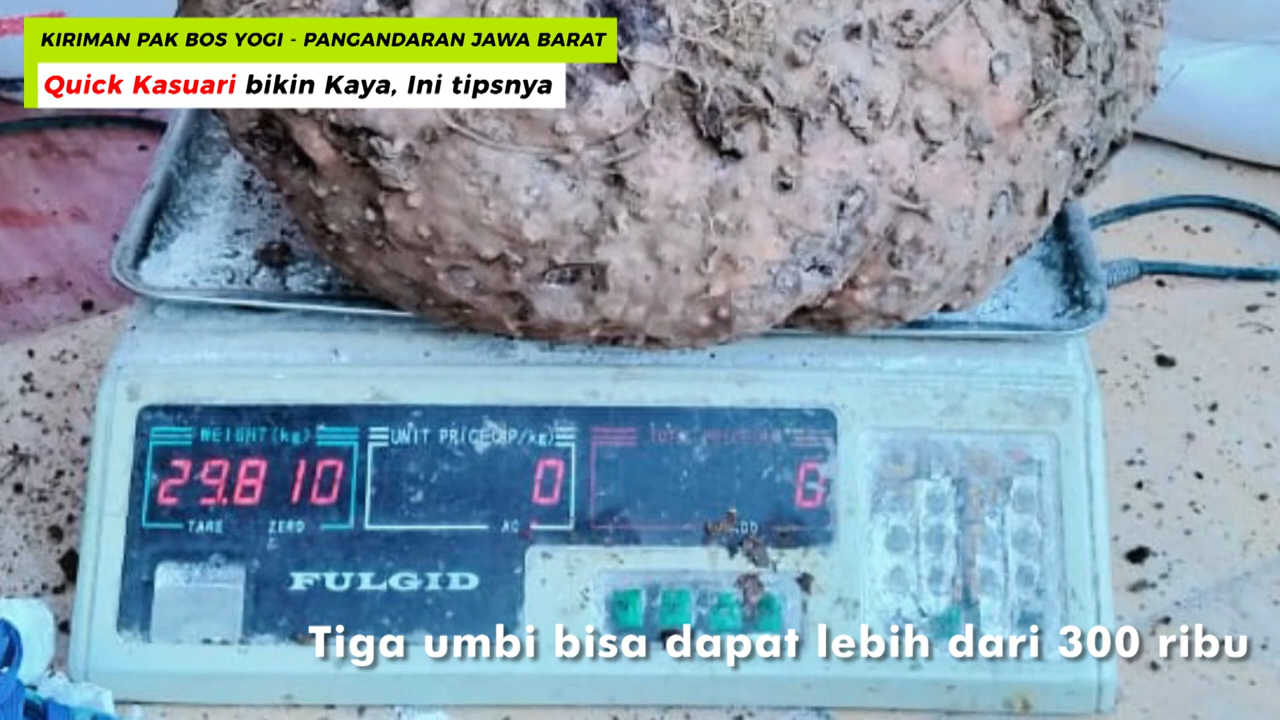 KIRIMAN PAK BOS YOGI - PANGANDARAN JAWA BARAT
Quick Kasuari bikin Kaya, Ini tipsnya
WEIGHT(kg)
UNIT PRICE(RP/kg)
29.810
0
TARE ZERO
AC
FULGID
Tiga umbi bisa dapat lebih dari 300 ribu